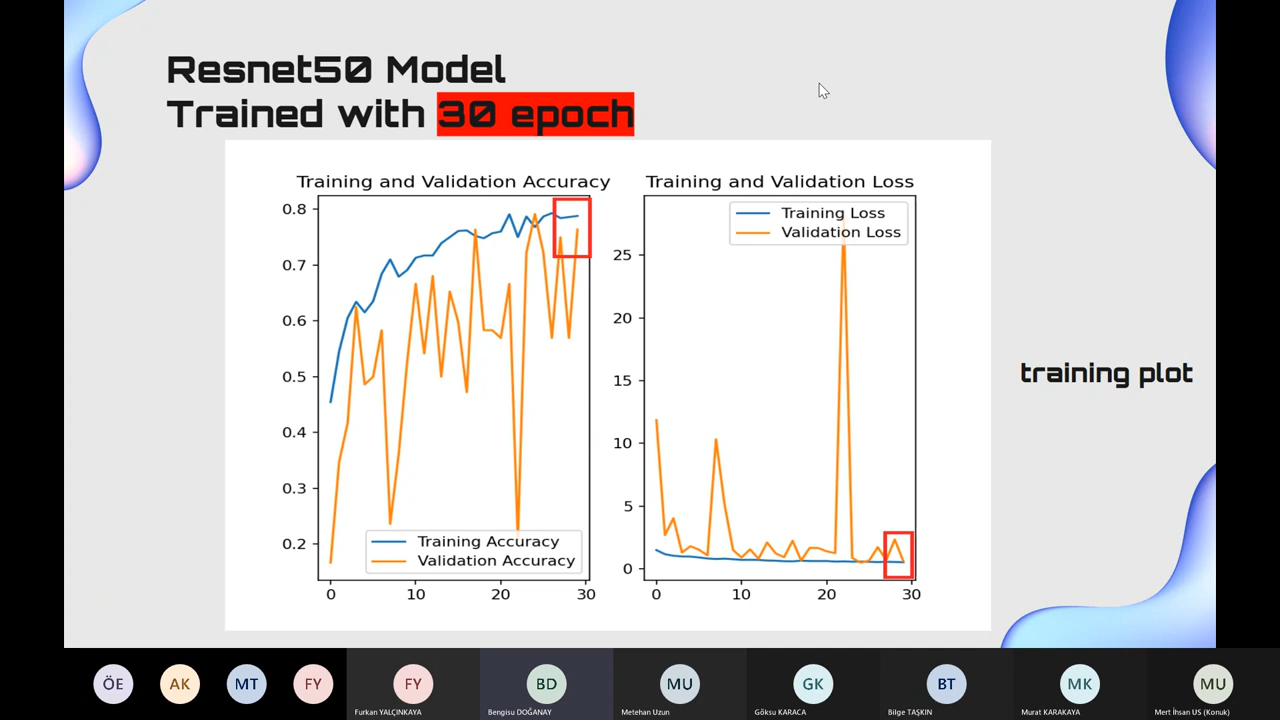 Resnet50 Model
Trained with 30 epoch
Training and Validation Accuracy
0.8
0.7
0.6
0.5
0.4
0.3
0.2
0
10
20
30
Training Accuracy
Validation Accuracy
Training and Validation Loss
25
20
15
10
5
0
0
10
20
30
Training Loss
Validation Loss
training plot
ÖE
AK
MT
FY
FY
Furkan YALÇINKAYA
BD
Bengisu DOĞANAY
MU
Metehan Uzun
GK
Göksu KARACA
BT
Bilge TAŞKIN
MK
Murat KARAKAYA
MU
Mert İhsan US (Konuk)